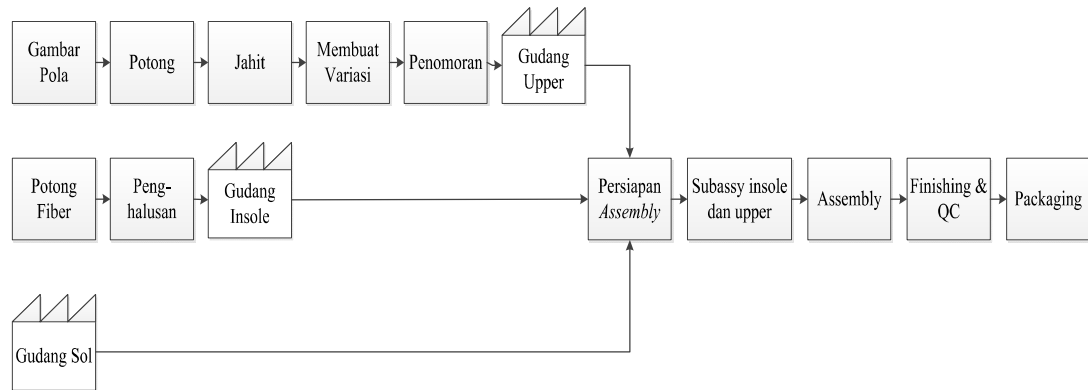 Gambar
Pola
Potong
Jahit
Membuat
Variasi
Penomoran
Gudang
Upper
Potong
Fiber
Peng-
halusan
Gudang
Insole
Persiapan
Assembly
Subassy insole
dan upper
Assembly
Finishing &
QC
Packaging
Gudang Sol